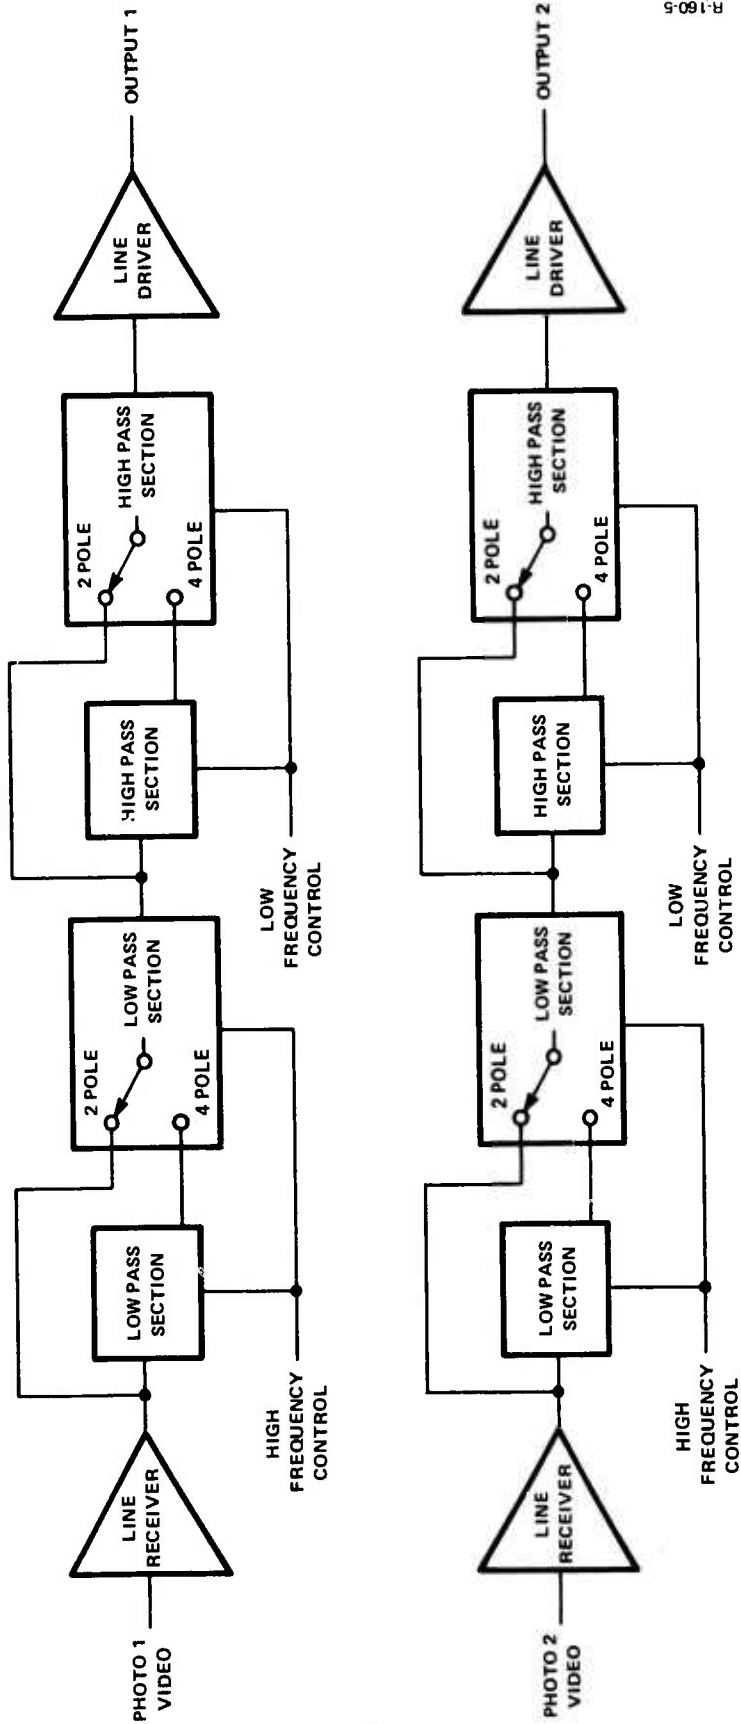 PHOTO 1
VIDEO
LINE
RECEIVER
HIGH
FREQUENCY
CONTROL
LOW PASS
SECTION
2 POLE
4 POLE
LOW PASS
SECTION
LOW
FREQUENCY
CONTROL
HIGH PASS
SECTION
2 POLE
4 POLE
HIGH PASS
SECTION
LINE
DRIVER
OUTPUT 1
PHOTO 2
VIDEO
LINE
RECEIVER
HIGH
FREQUENCY
CONTROL
LOW PASS
SECTION
2 POLE
4 POLE
LOW PASS
SECTION
LOW
FREQUENCY
CONTROL
HIGH PASS
SECTION
2 POLE
4 POLE
HIGH PASS
SECTION
LINE
DRIVER
OUTPUT 2
R-160-5